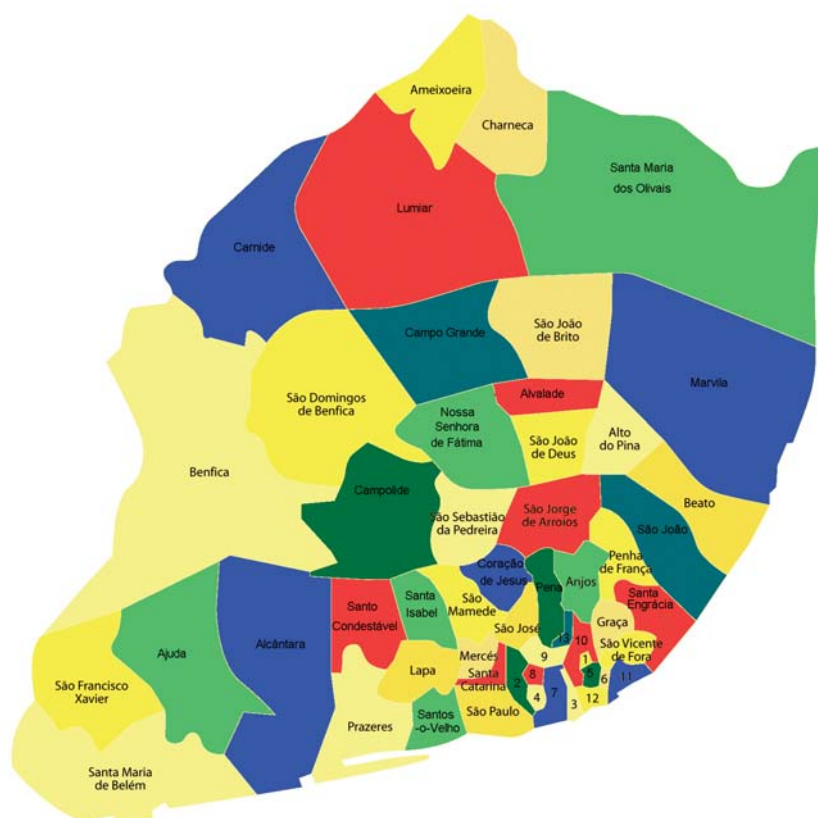 Ameixoeira
Charneca
Santa Maria
dos Olivais
Lumiar
Carnide
Campo Grande
São João
de Brito
Marvila
Alvalade
São Domingos
de Benfica
Nossa
Senhora
de Fátima
São João
de Deus
Alto
do Pina
Benfica
Campolide
Beato
São Sebastião
da Pedreira
São Jorge
de Arroios
São João
Coração
de Jesus
Pena
Anjos
Penha
de França
Santo
Condestável
Santa
Isabel
São
Mamede
Santa
Engrácia
Ajuda
Alcântara
São José
Graça
13
10
São Vicente
de Fora
Mercés
9
1
Lapa
Santa
Catarina
2
8
5
6
11
São Francisco
Xavier
4
7
3
12
Prazeres
Santos
-o-Velho
São Paulo
Santa Maria
de Belém